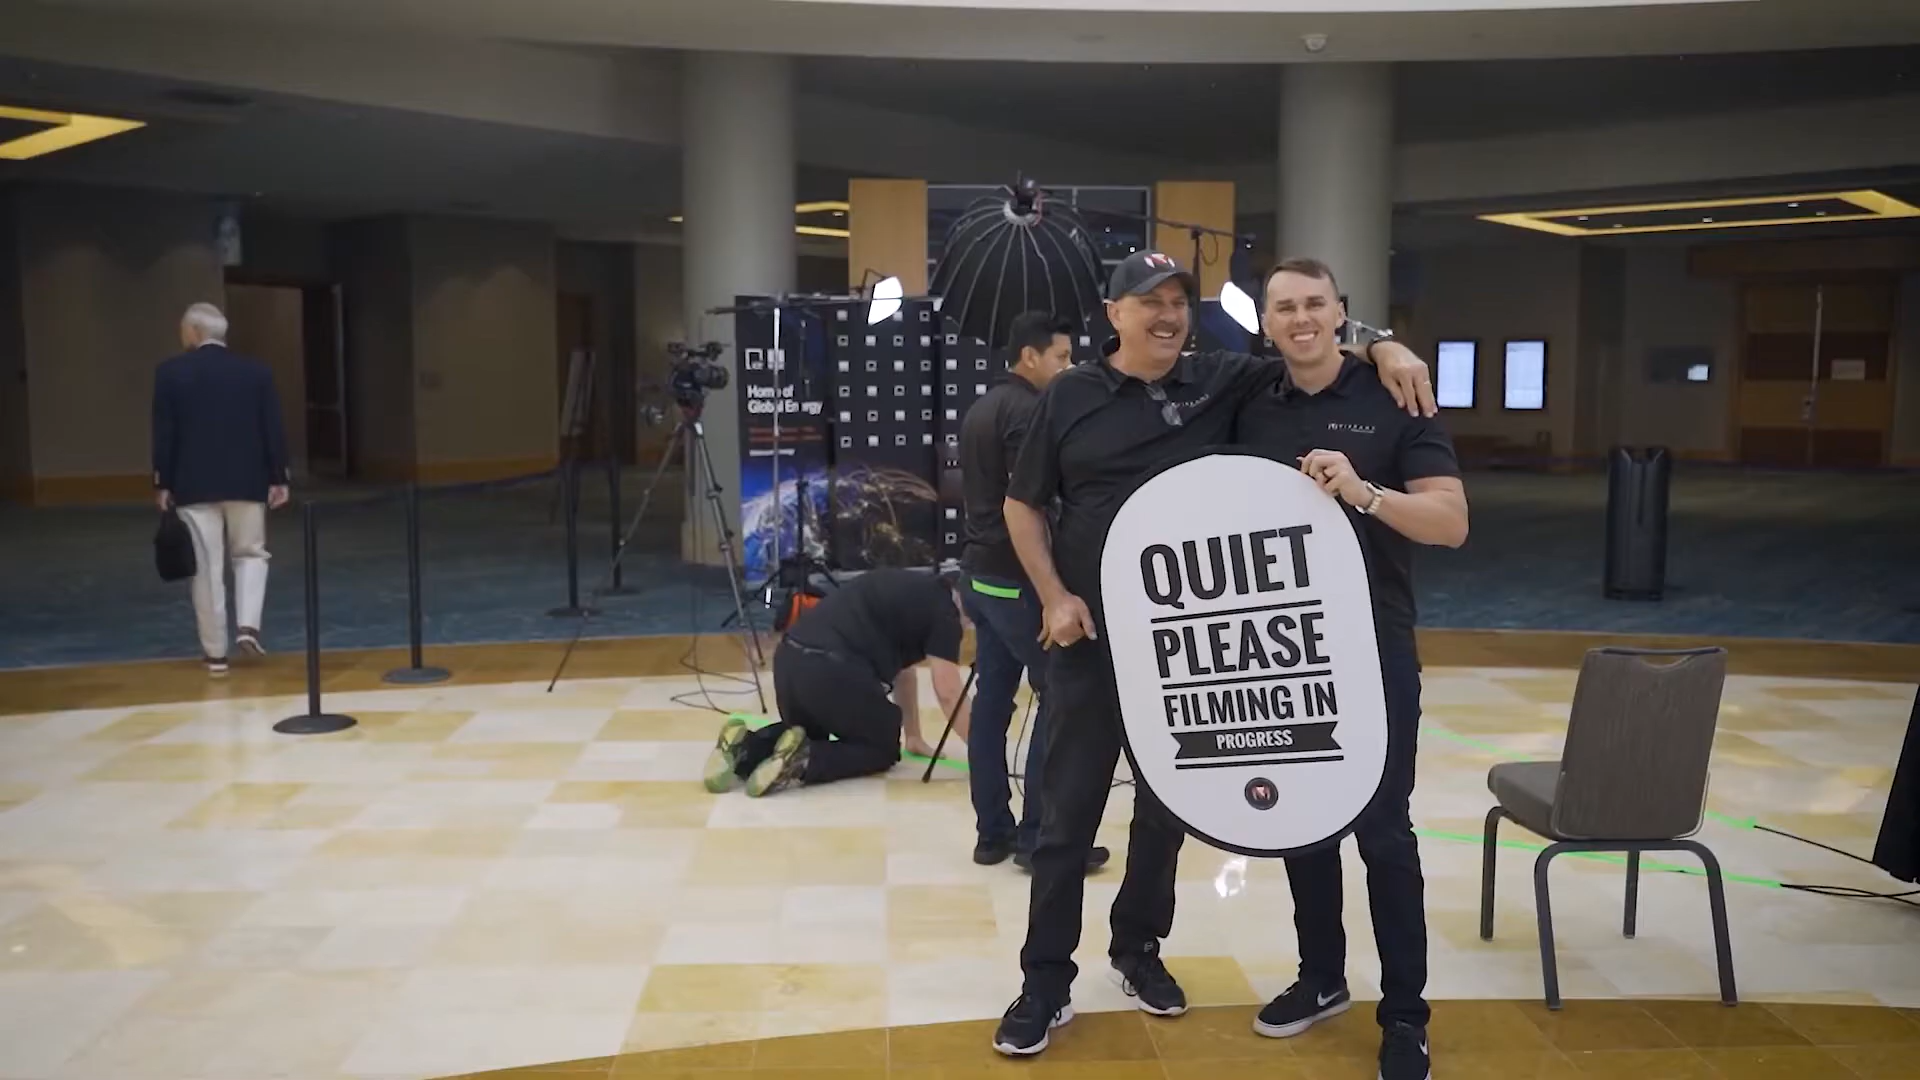 Home of
Global Energy
QUIET
PLEASE
FILMING IN
PROGRESS